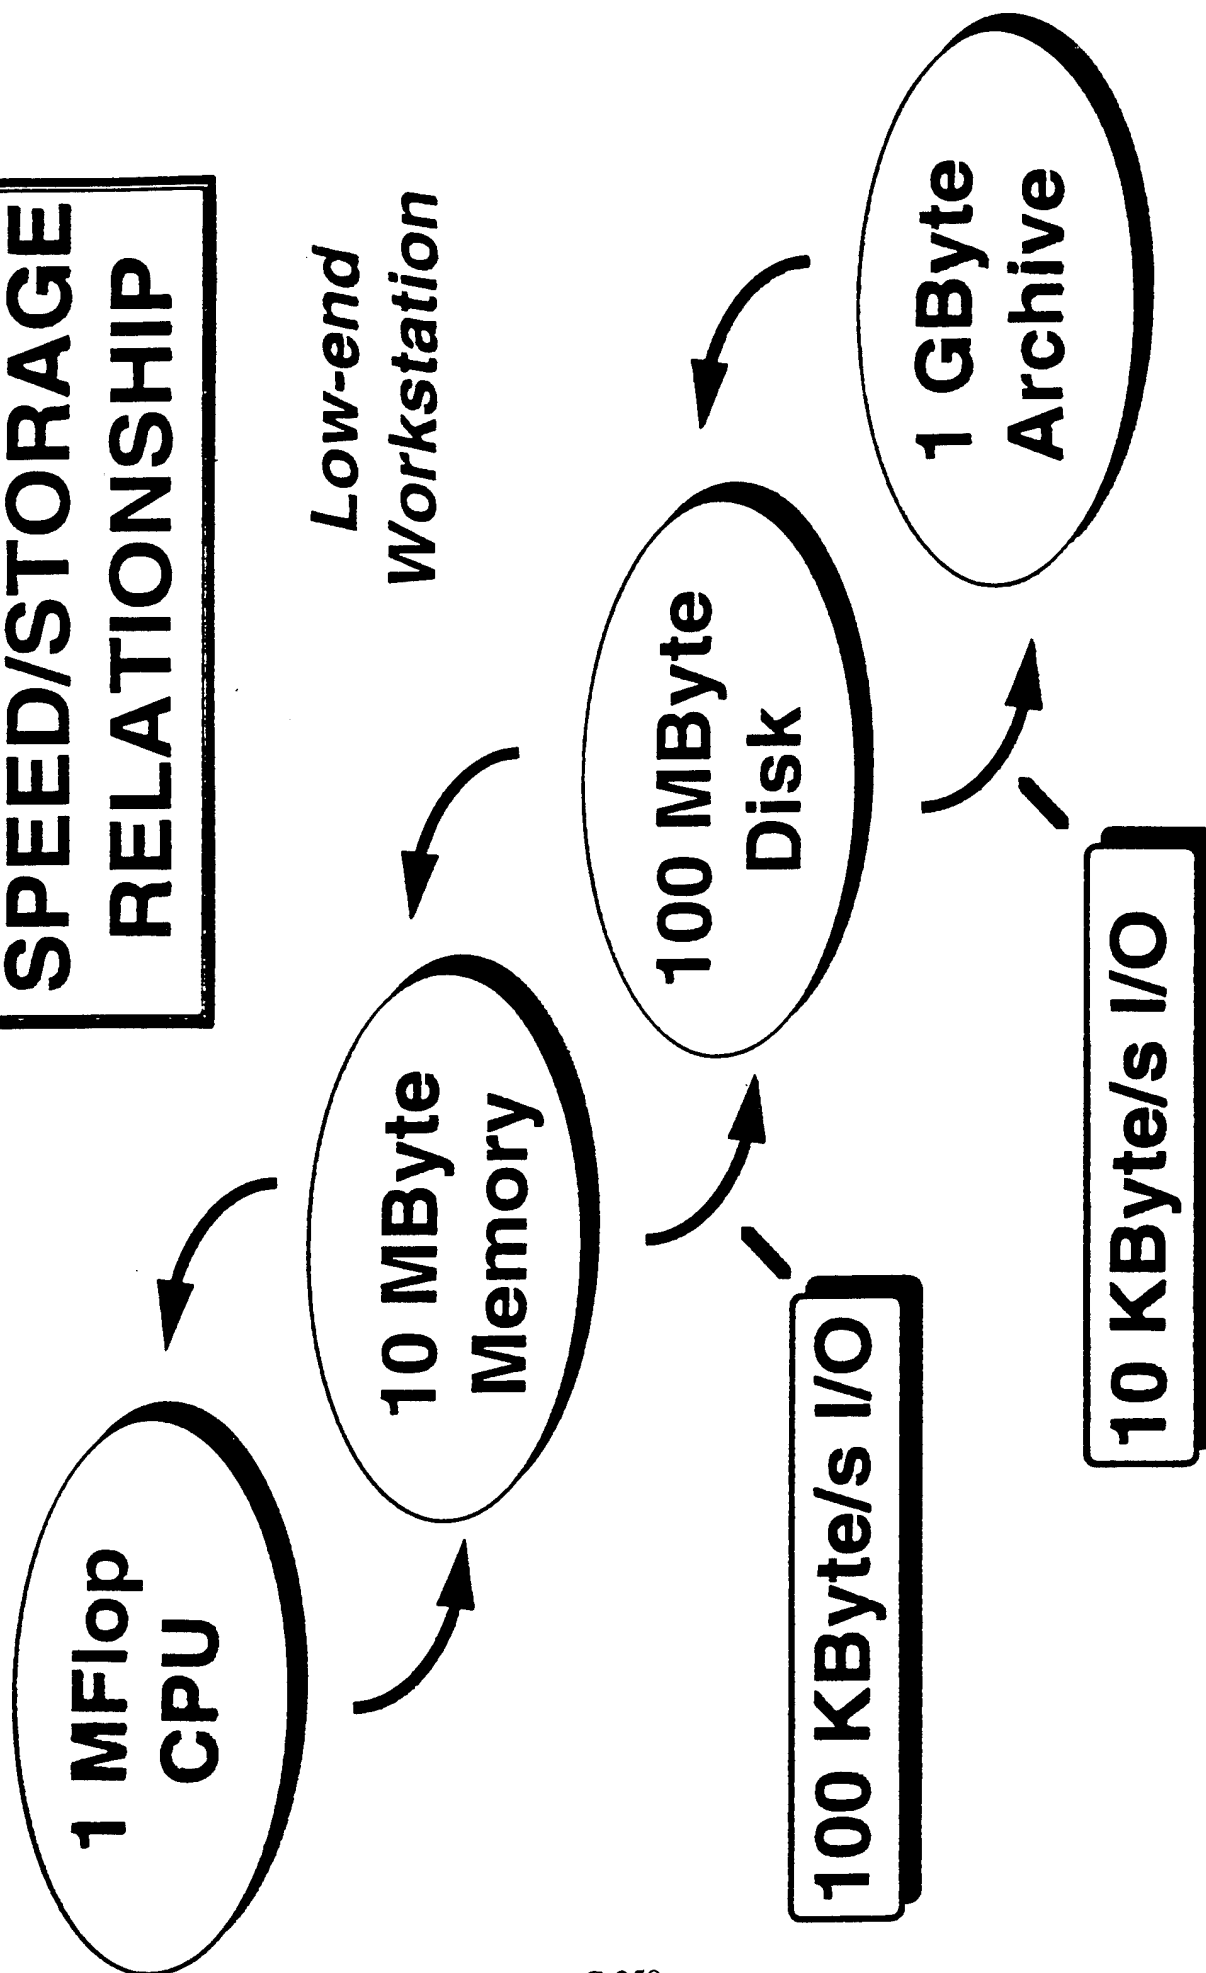 SPEED/STORAGE
RELATIONSHIP
Low-end
Workstation
1 MFlop
CPU
10 MByte
Memory
100 MByte
Disk
1 GByte
Archive
100 KByte/s I/O
10 KByte/s I/O